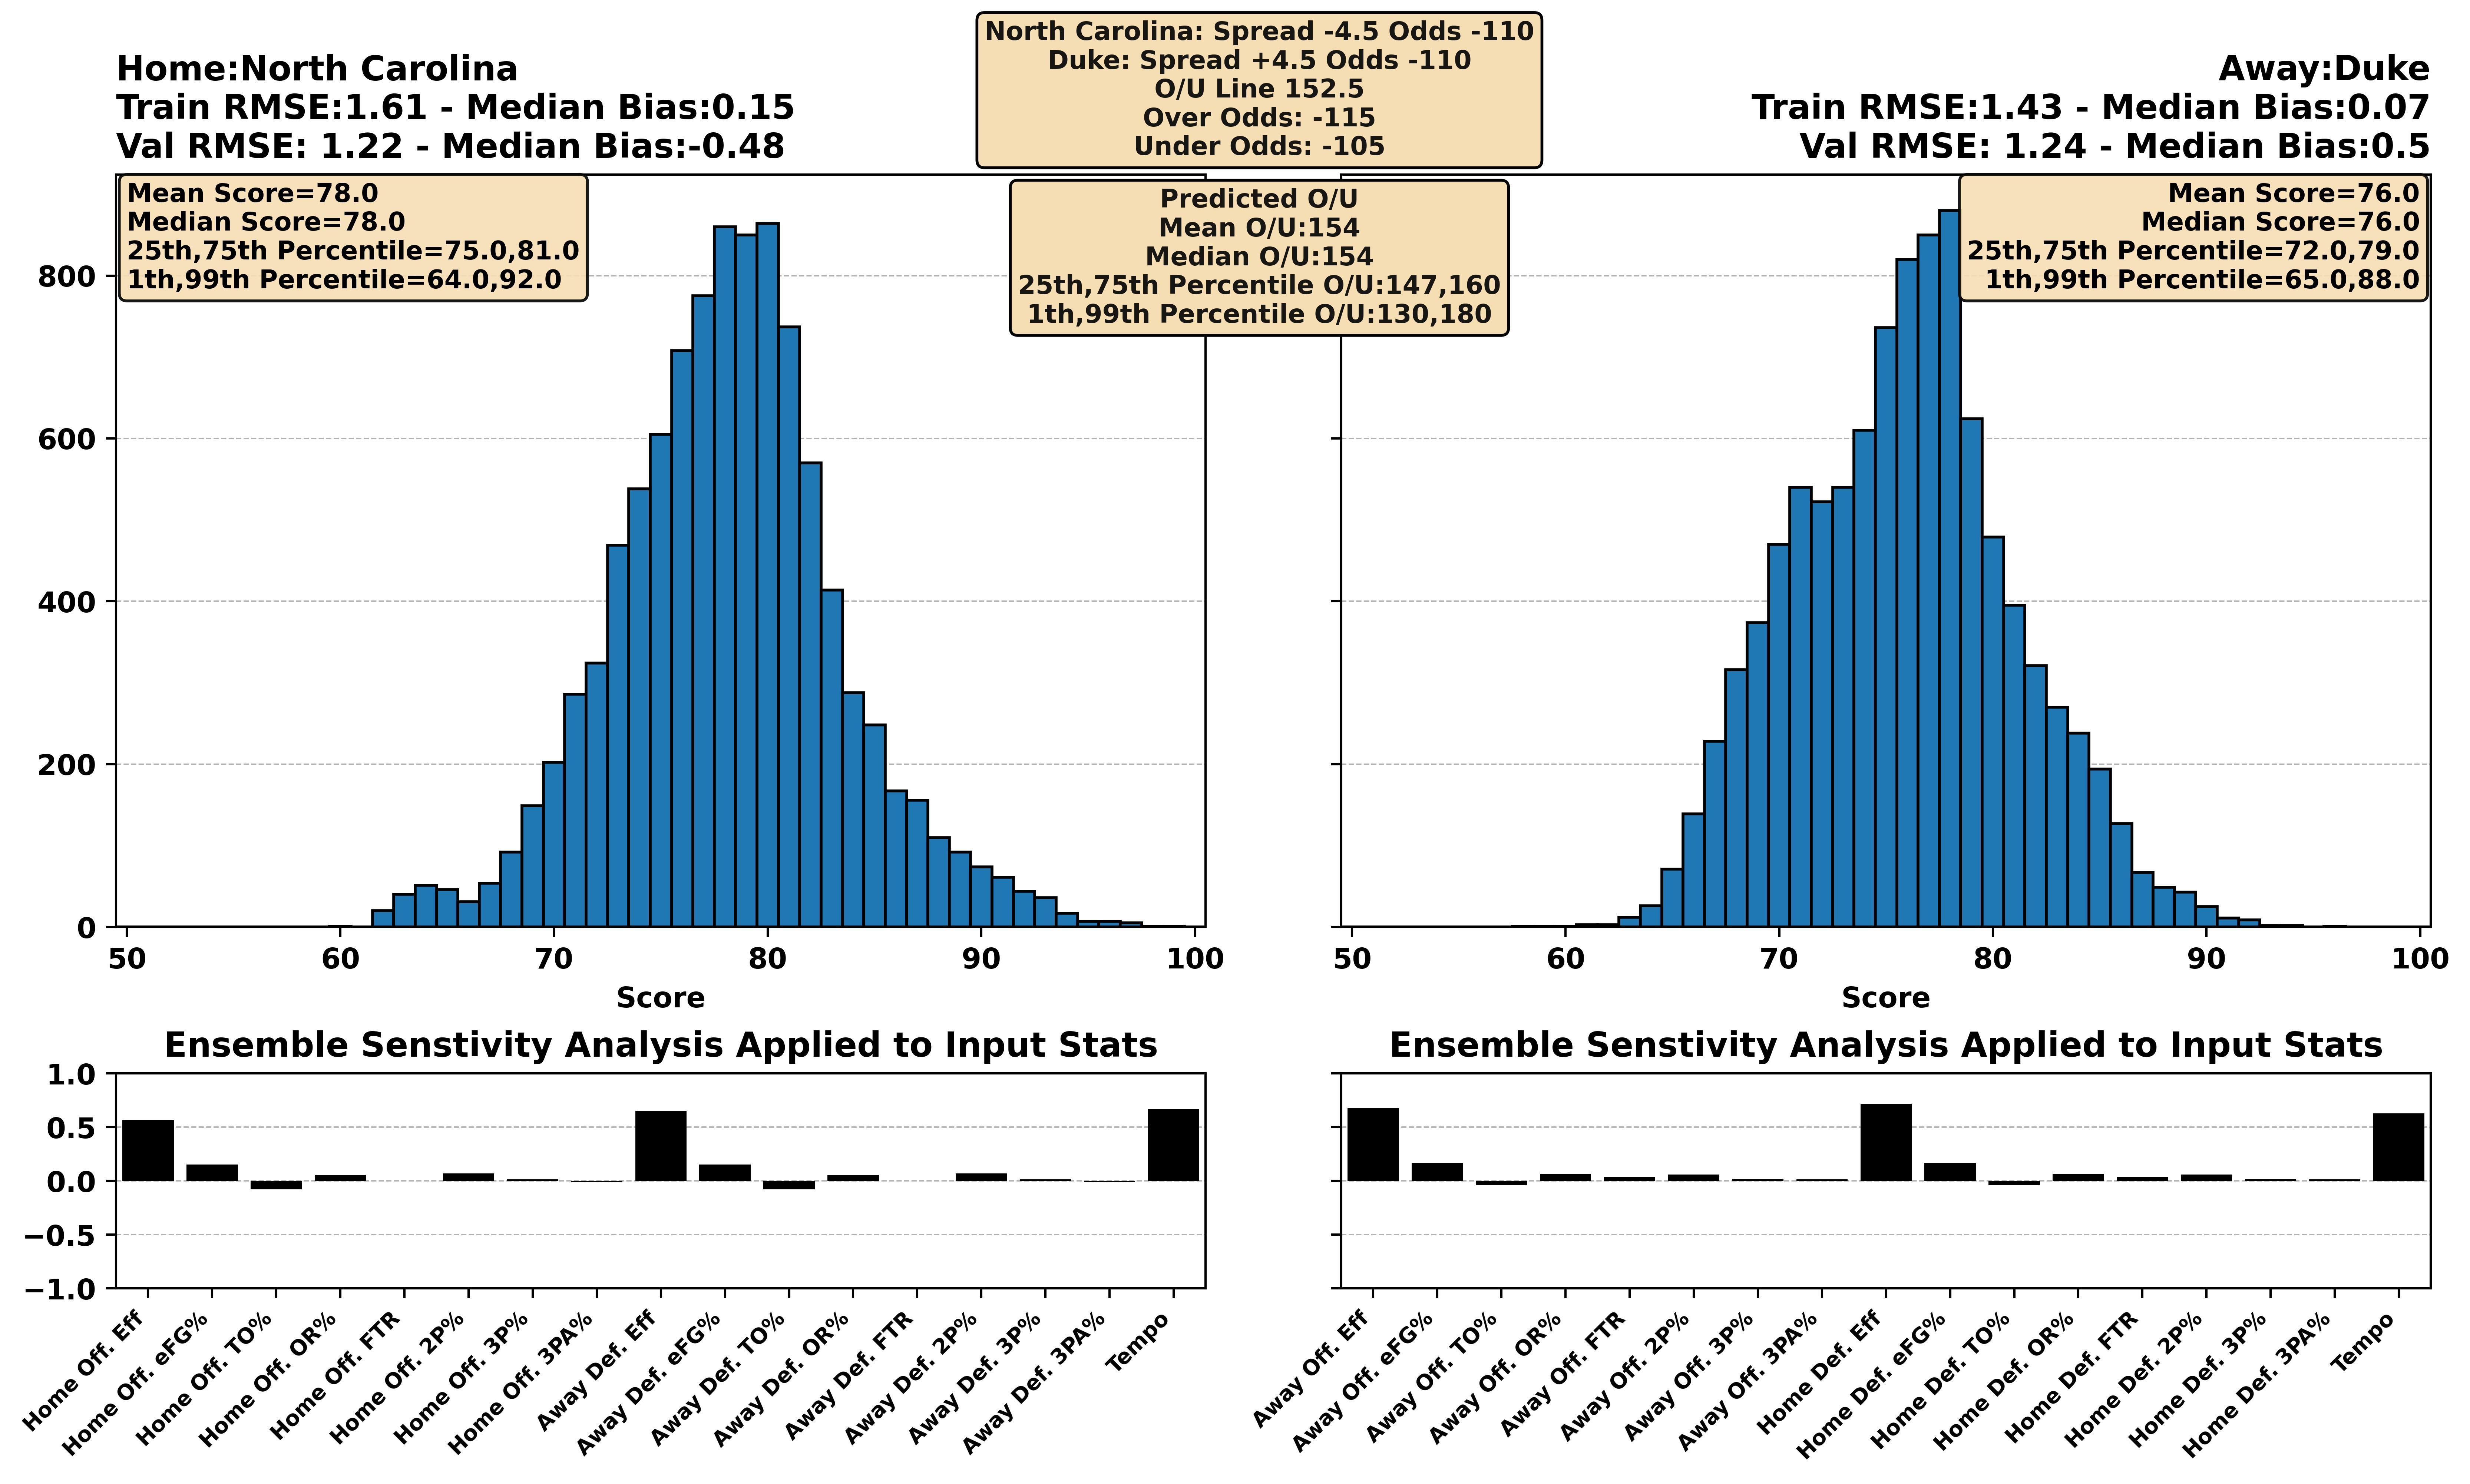 North Carolina: Spread -4.5 Odds -110
Duke: Spread +4.5 Odds -110
O/U Line 152.5
Over Odds: -115
Under Odds: -105
Home:North Carolina
Train RMSE:1.61 - Median Bias:0.15
Val RMSE: 1.22 - Median Bias:-0.48
Away:Duke
Train RMSE:1.43 - Median Bias:0.07
Val RMSE: 1.24 - Median Bias:0.5
Mean Score=78.0
Median Score=78.0
25th,75th Percentile=75.0,81.0
1th,99th Percentile=64.0,92.0
Predicted O/U
Mean O/U:154
Median O/U:154
25th,75th Percentile O/U:147,160
1th,99th Percentile O/U:130,180
Mean Score=76.0
Median Score=76.0
25th,75th Percentile=72.0,79.0
1th,99th Percentile=65.0,88.0
800
600
400
200
0
50 60 70 80 90 100
Score
50 60 70 80 90 100
Score
Ensemble Senstivity Analysis Applied to Input Stats
Ensemble Senstivity Analysis Applied to Input Stats
1.0
0.5
0.0
−0.5
−1.0
Home Off. Eff
Home Off. eFG%
Home Off. TO%
Home Off. OR%
Home Off. FTR
Home Off. 2P%
Home Off. 3P%
Home Off. 3PA%
Away Def. Eff
Away Def. eFG%
Away Def. TO%
Away Def. OR%
Away Def. FTR
Away Def. 2P%
Away Def. 3P%
Away Def. 3PA%
Tempo
Away Off. Eff
Away Off. eFG%
Away Off. TO%
Away Off. OR%
Away Off. FTR
Away Off. 2P%
Away Off. 3P%
Away Off. 3PA%
Home Def. Eff
Home Def. eFG%
Home Def. TO%
Home Def. OR%
Home Def. FTR
Home Def. 2P%
Home Def. 3P%
Home Def. 3PA%
Tempo